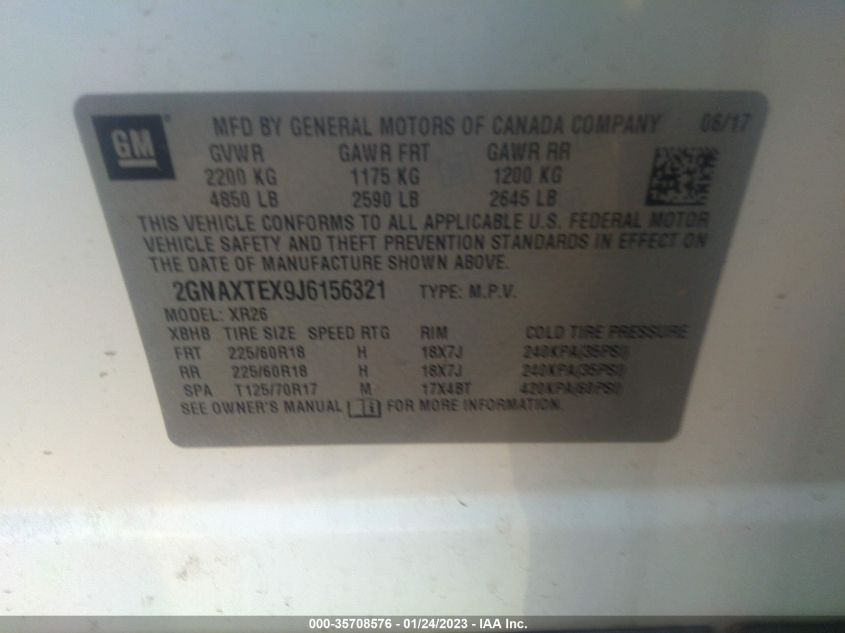 GM
MFD BY GENERAL MOTORS OF CANADA COMPANY 08/17
GVWR GAWR FRT GAWR RR
2200 KG 1175 KG 1200 KG
4850 LB 2590 LB 2645 LB
THIS VEHICLE CONFORMS TO ALL APPLICABLE U.S. FEDERAL MOTOR
VEHICLE SAFETY AND THEFT PREVENTION STANDARDS IN EFFECT ON
THE DATE OF MANUFACTURE SHOWN ABOVE.
2GNAXTEX9J6156321 TYPE: M.P.V.
MODEL: XR26
XBHB TIRE SIZE SPEED RTG RIM COLD TIRE PRESSURE
FRT 225/60R18 H 18X7J 240KPA(35PSI)
RR 225/60R18 H 18X7J 240KPA(35PSI)
SPA T125/70R17 M 17X4BT 420KPA(60PSI)
SEE OWNER'S MANUAL FOR MORE INFORMATION.
000-35708576 - 01/24/2023 - IAA Inc.